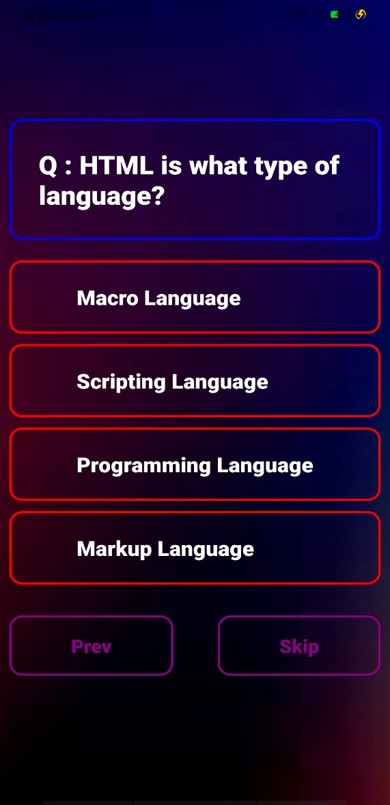 Q : HTML is what type of
language?
Macro Language
Scripting Language
Programming Language
Markup Language
Prev
Skip